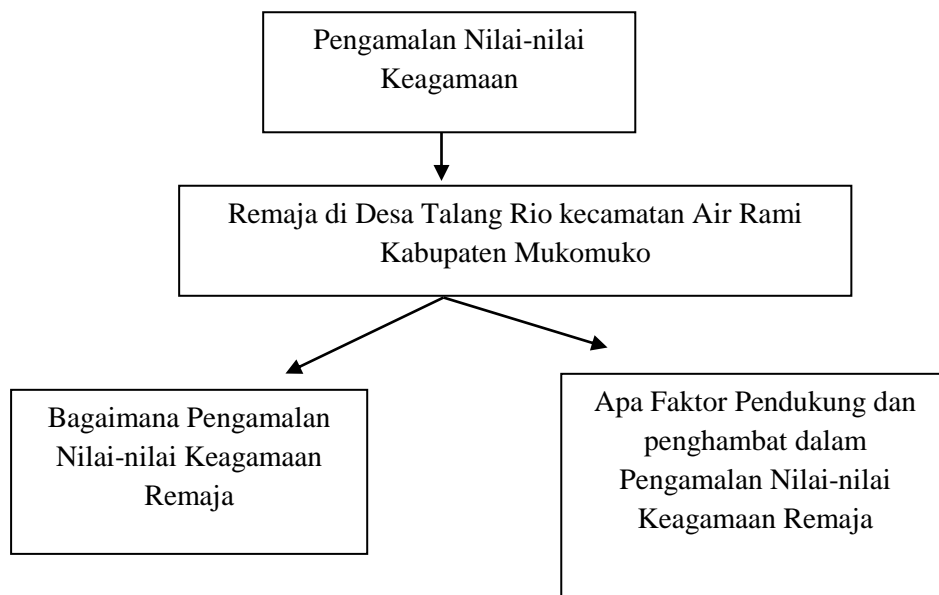 Pengamalan Nilai-nilai
Keagamaan
Remaja di Desa Talang Rio kecamatan Air Rami
Kabupaten Mukomuko
Bagaimana Pengamalan
Nilai-nilai Keagamaan
Remaja
Apa Faktor Pendukung dan
penghambat dalam
Pengamalan Nilai-nilai
Keagamaan Remaja